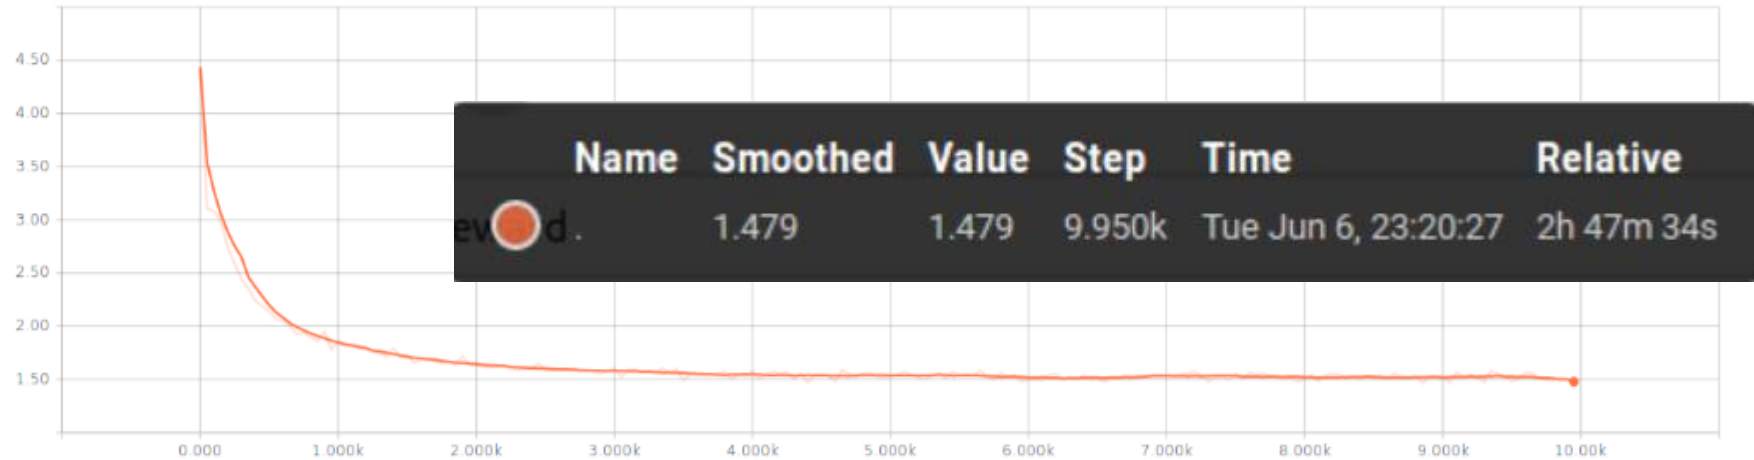 4.50
4.00
Name Smoothed Value Step Time Relative
3.50
3.00
ew d . 1.479 1.479 9.950k Tue Jun 6, 23:20:27 2h 47m 34s
2.50
2.00
1.50
0.000 1.000k 2.000k 3.000k 4.000k 5.000k 6.000k 7.000k 8.000k 9.000k 10.00k